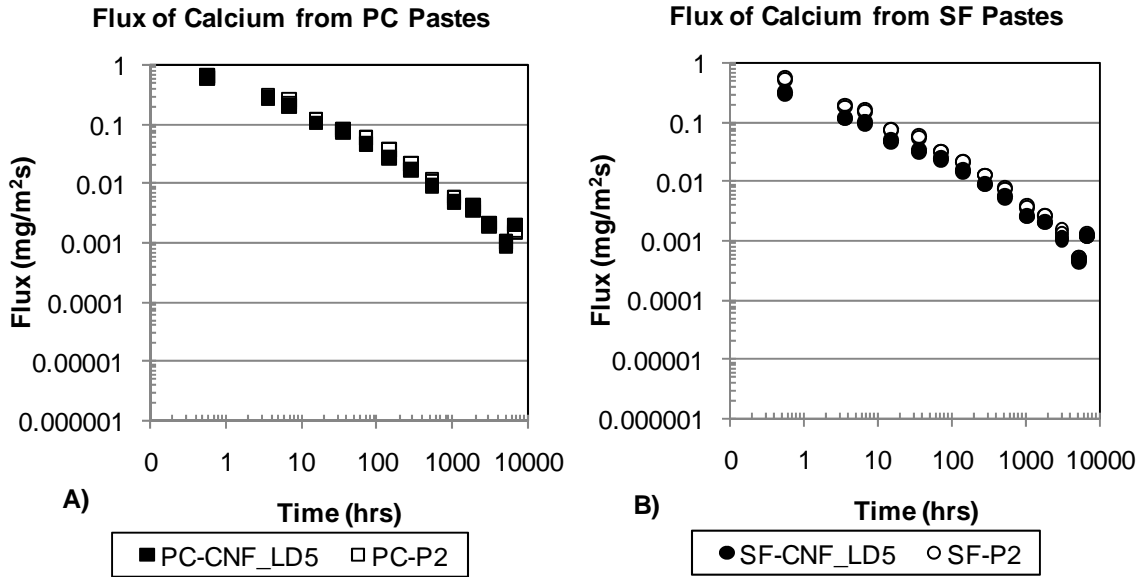 Flux of Calcium from PC Pastes
Flux (mg/m²s)
1
0.1
0.01
0.001
0.0001
0.00001
0.000001
0 1 10 100 1000 10000
Time (hrs)
A)
PC-CNF_LD5 PC-P2
Flux of Calcium from SF Pastes
Flux (mg/m²s)
1
0.1
0.01
0.001
0.0001
0.00001
0.000001
0 1 10 100 1000 10000
Time (hrs)
B)
SF-CNF_LD5 SF-P2